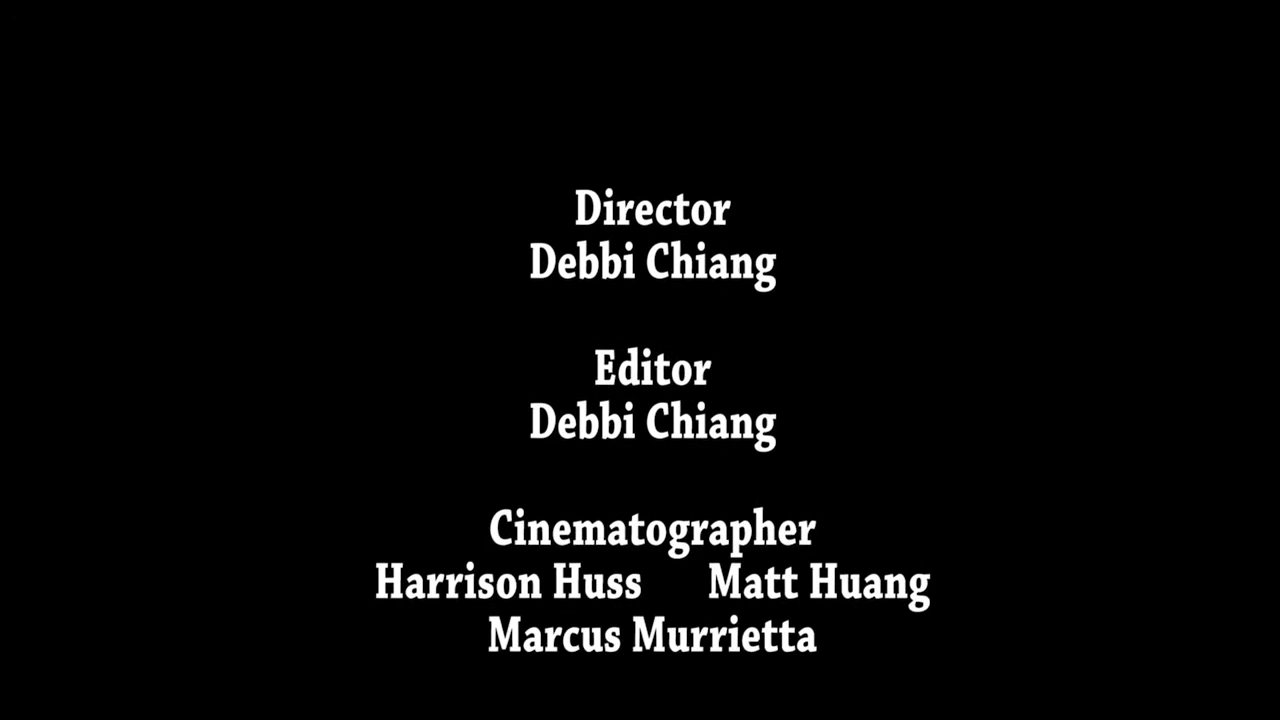 Director
Debbi Chiang
Editor
Debbi Chiang
Cinematographer
Harrison Huss Matt Huang
Marcus Murrietta